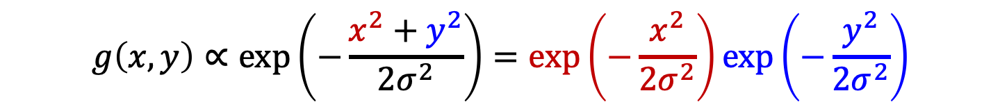 g(x, y) ∝ exp(−(x² + y²)/(2σ²)) = exp(−x²/(2σ²)) exp(−y²/(2σ²))